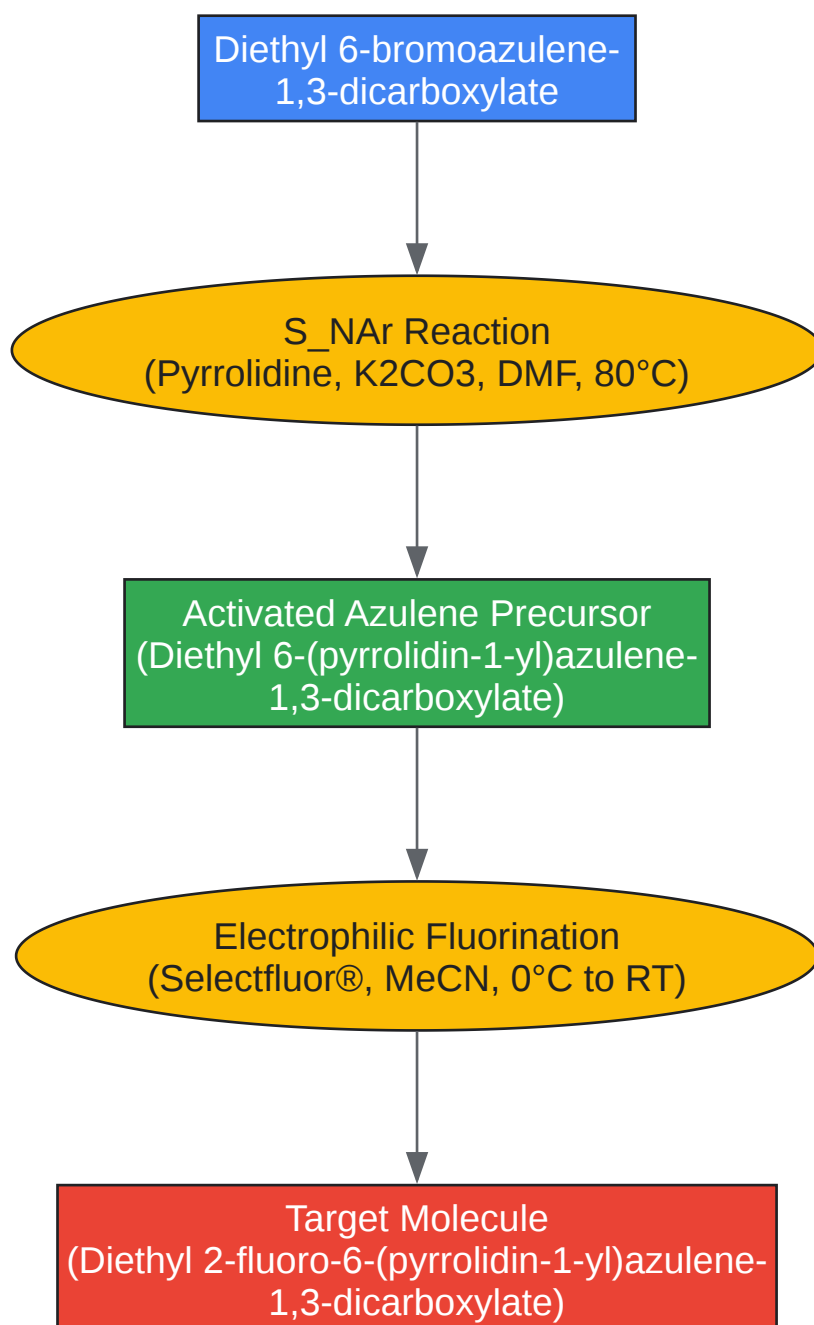 Diethyl 6-bromoazulene-
1,3-dicarboxylate
S_NAr Reaction
(Pyrrolidine, K2CO3, DMF, 80°C)
Activated Azulene Precursor
(Diethyl 6-(pyrrolidin-1-yl)azulene-
1,3-dicarboxylate)
Electrophilic Fluorination
(Selectfluor®, MeCN, 0°C to RT)
Target Molecule
(Diethyl 2-fluoro-6-(pyrrolidin-1-yl)azulene-
1,3-dicarboxylate)